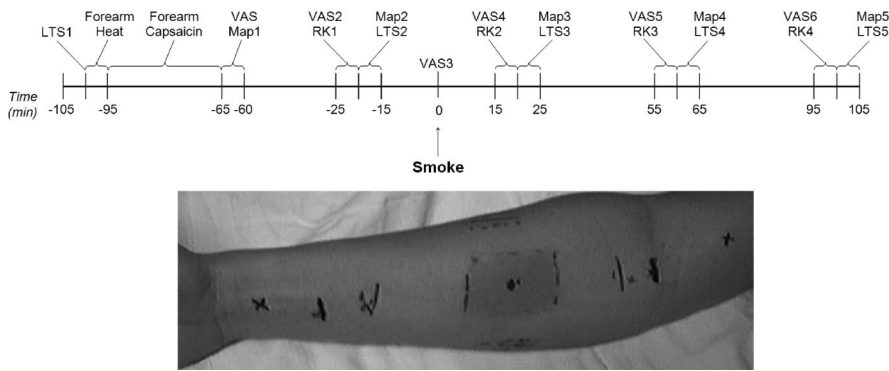 LTS1
Forearm
Heat
Forearm
Capsaicin
VAS
Map1
VAS2
RK1
Map2
LTS2
VAS3
VAS4
RK2
Map3
LTS3
VAS5
RK3
Map4
LTS4
VAS6
RK4
Map5
LTS5
Time
(min)
-105 -95 -65 -60 -25 -15 0 15 25 55 65 95 105
Smoke